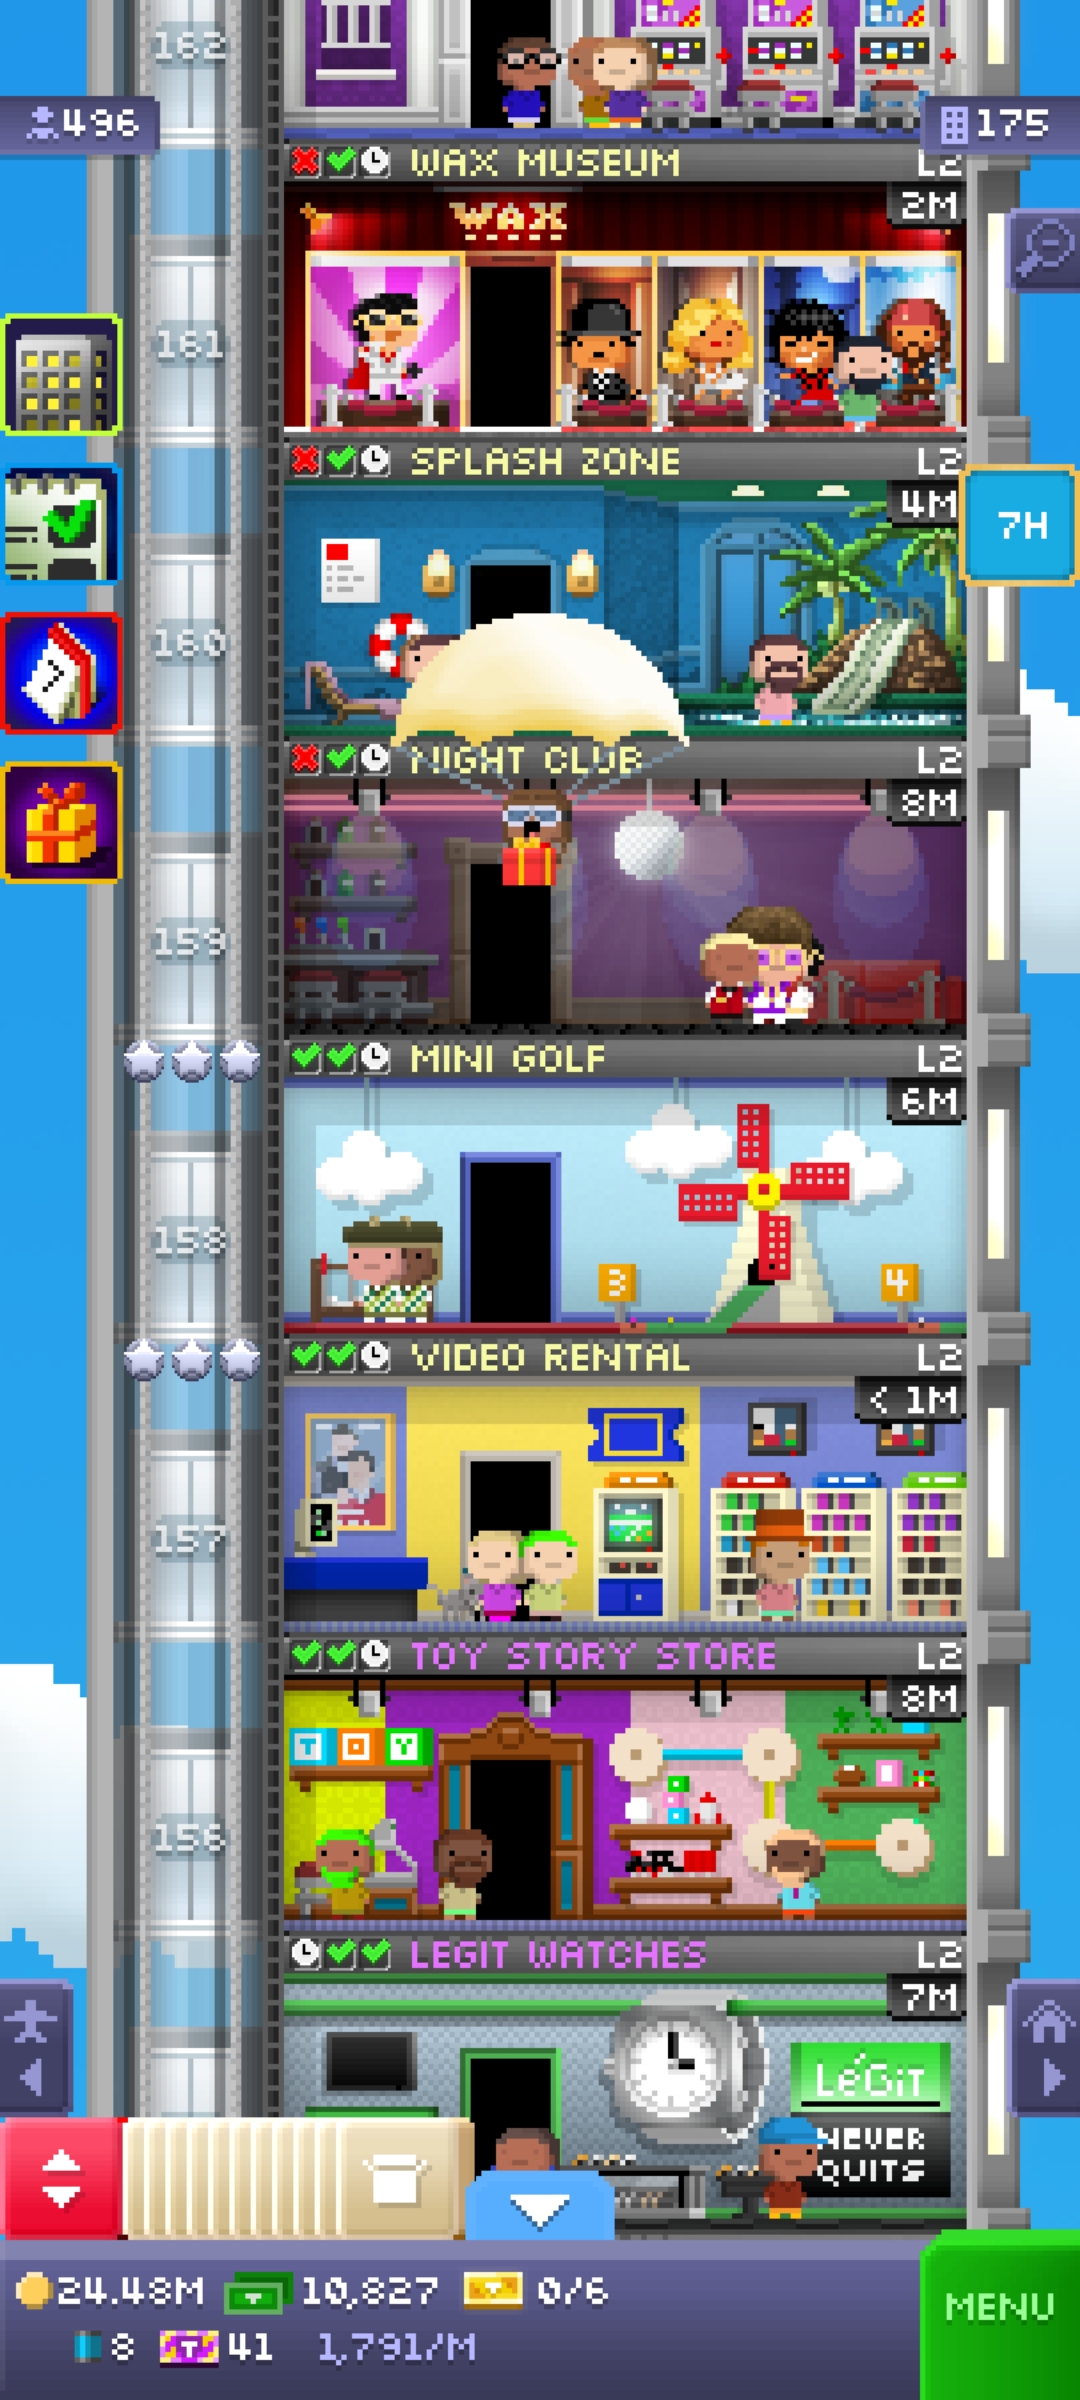 162
496
175
WAX MUSEUM L2
2M
WAX
161
SPLASH ZONE L2
4M
7H
160
NIGHT CLUB L2
8M
159
MINI GOLF L2
6M
158
3
4
VIDEO RENTAL L2
< 1M
157
TOY STORY STORE L2
8M
TOY
156
LEGIT WATCHES L2
7M
LéGiT
NEVER
QUITS
24.48M 10,827 0/6
MENU
8 T 41 1,791/M